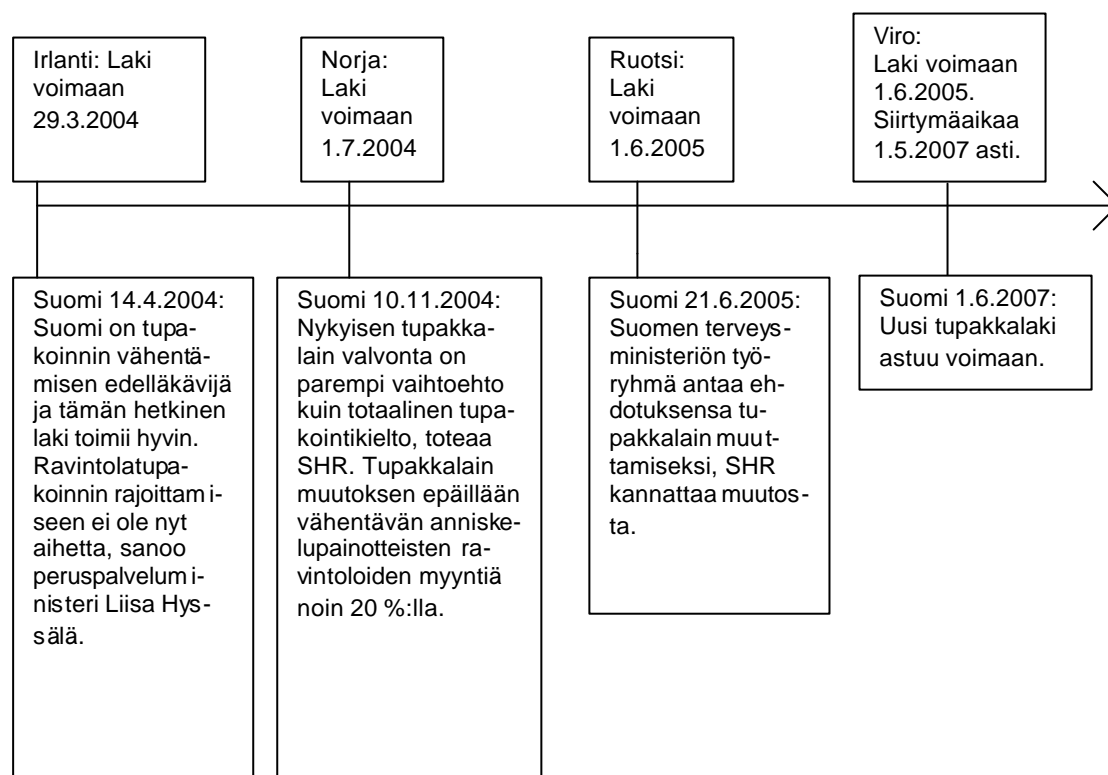 Irlanti: Laki
voimaan
29.3.2004
Norja:
Laki
voimaan
1.7.2004
Ruotsi:
Laki
voimaan
1.6.2005
Viro:
Laki voimaan
1.6.2005.
Siirtymäaikaa
1.5.2007 asti.
Suomi 14.4.2004:
Suomi on tupa-
koinnin vähentä-
misen edelläkävijä
ja tämän hetkinen
laki toimii hyvin.
Ravintolatupa-
koinnin rajoittami-
seen ei ole nyt
aihetta, sanoo
peruspalvelumi-
nisteri Liisa Hys-
sälä.
Suomi 10.11.2004:
Nykyisen tupakka-
lain valvonta on
parempi vaihtoehto
kuin totaalinen tupa-
kointikielto, toteaa
SHR. Tupakkalain
muutoksen epäillään
vähentävän anniske-
lupainotteisten ra-
vintoloiden myyntiä
noin 20 %:lla.
Suomi 21.6.2005:
Suomen terveys-
ministeriön työ-
ryhmä antaa eh-
dotuksensa tu-
pakkalain muut-
tamiseksi, SHR
kannattaa muutos-
ta.
Suomi 1.6.2007:
Uusi tupakkalaki
astuu voimaan.